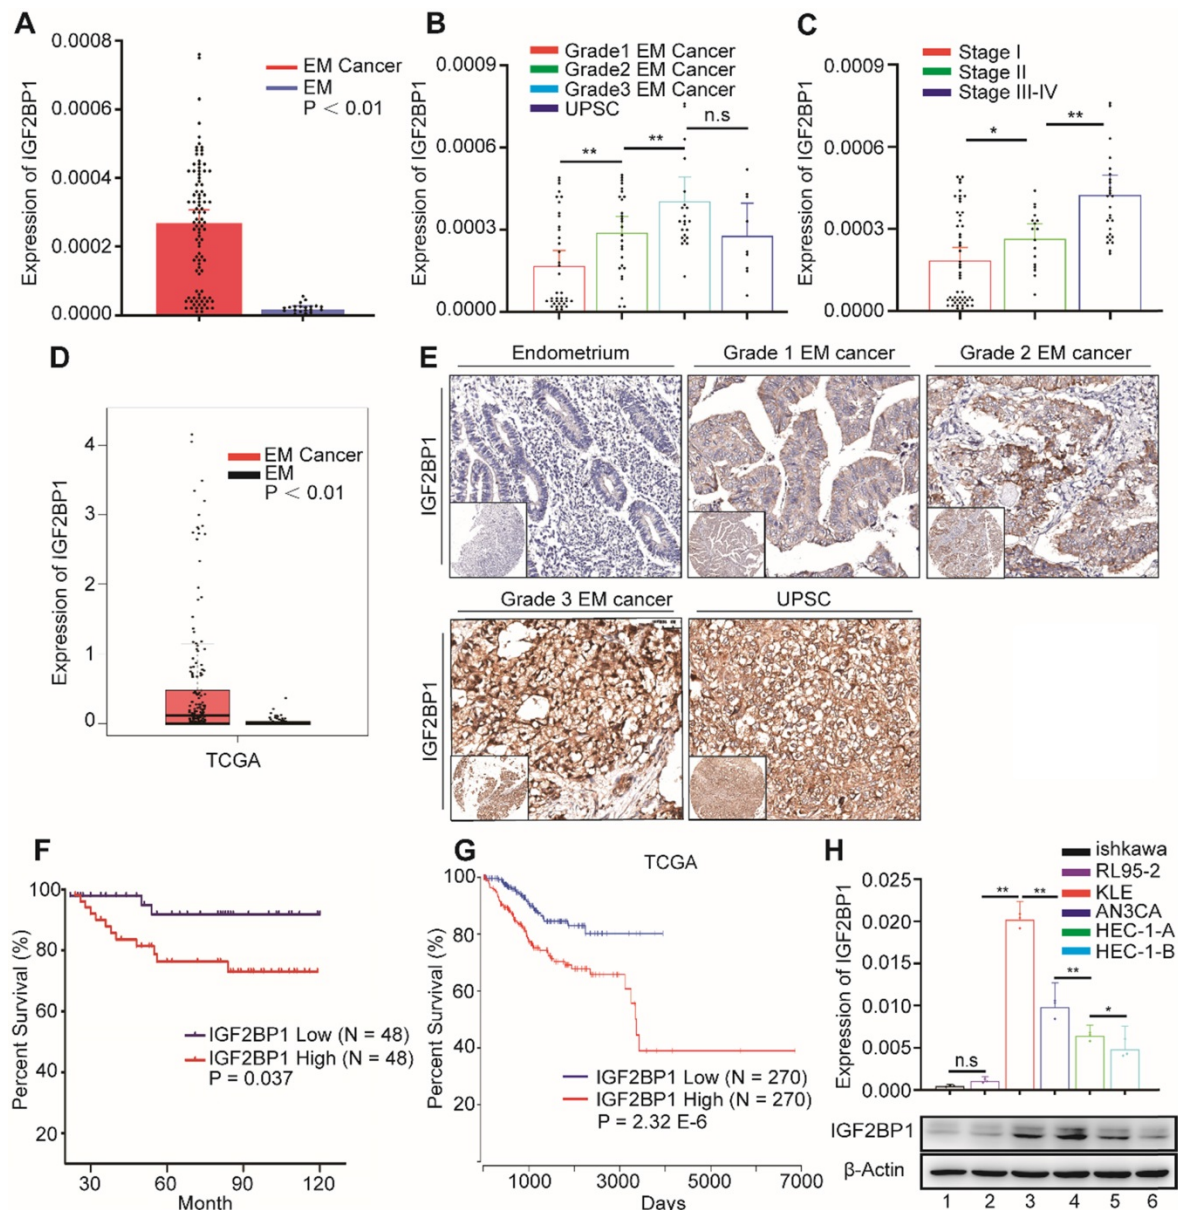 A
0.0008
0.0006
0.0004
0.0002
0.0000
Expression of IGF2BP1
EM Cancer
EM
P < 0.01
B
Grade1 EM Cancer
Grade2 EM Cancer
Grade3 EM Cancer
UPSC
0.0009
0.0006
0.0003
0.0000
Expression of IGF2BP1
**
**
n.s
C
Stage I
Stage II
Stage III-IV
0.0009
0.0006
0.0003
0.0000
Expression of IGF2BP1
*
**
D
4
3
2
1
0
Expression of IGF2BP1
EM Cancer
EM
P < 0.01
TCGA
E
Endometrium
Grade 1 EM cancer
Grade 2 EM cancer
IGF2BP1
Grade 3 EM cancer
UPSC
IGF2BP1
F
100
80
60
40
20
Percent Survival (%)
IGF2BP1 Low (N = 48)
IGF2BP1 High (N = 48)
P = 0.037
30
60
90
120
Month
G
TCGA
100
80
60
40
20
Percent Survival (%)
IGF2BP1 Low (N = 270)
IGF2BP1 High (N = 270)
P = 2.32 E-6
1000
3000
5000
7000
Days
H
ishkawa
RL95-2
KLE
AN3CA
HEC-1-A
HEC-1-B
0.025
0.020
0.015
0.010
0.005
0.000
Expression of IGF2BP1
n.s
**
**
**
*
IGF2BP1
β-Actin
1 2 3 4 5 6